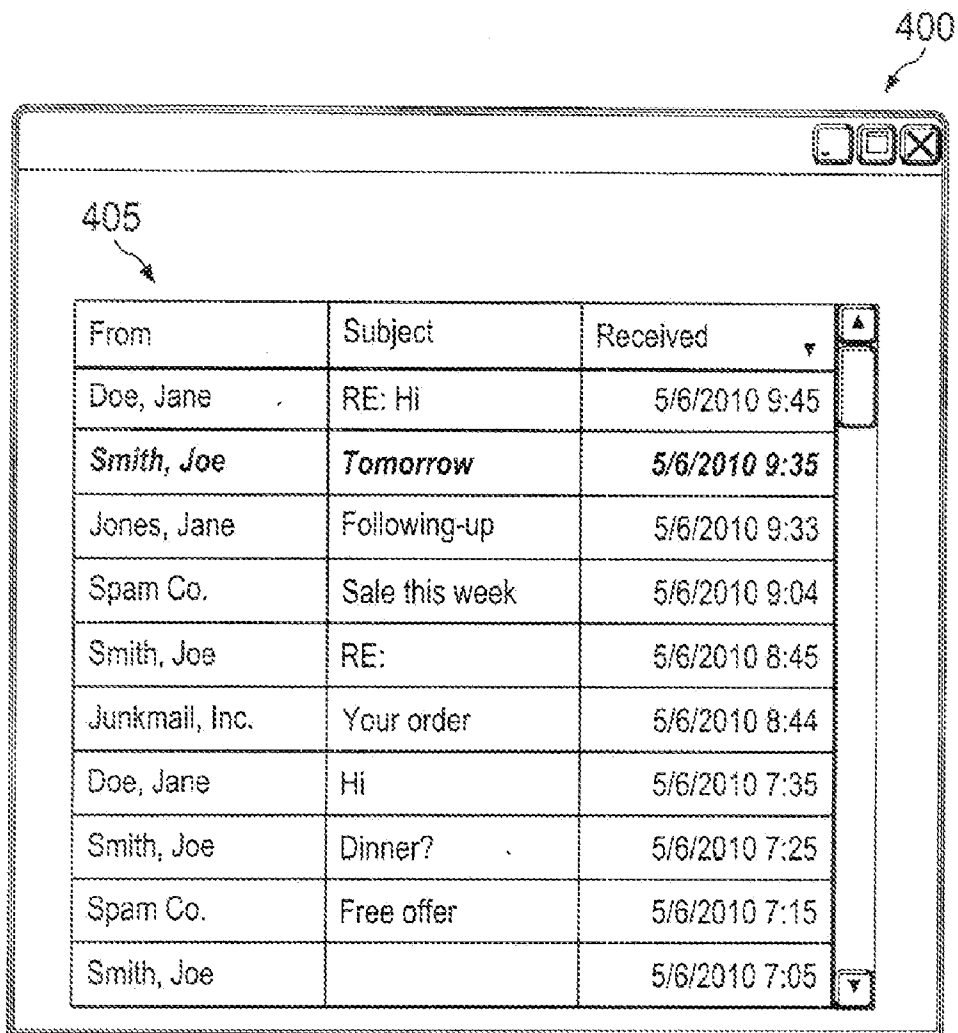 400
405
From Subject Received
Doe, Jane RE: Hi 5/6/2010 9:45
Smith, Joe Tomorrow 5/6/2010 9:35
Jones, Jane Following-up 5/6/2010 9:33
Spam Co. Sale this week 5/6/2010 9:04
Smith, Joe RE: 5/6/2010 8:45
Junkmail, Inc. Your order 5/6/2010 8:44
Doe, Jane Hi 5/6/2010 7:35
Smith, Joe Dinner? 5/6/2010 7:25
Spam Co. Free offer 5/6/2010 7:15
Smith, Joe 5/6/2010 7:05